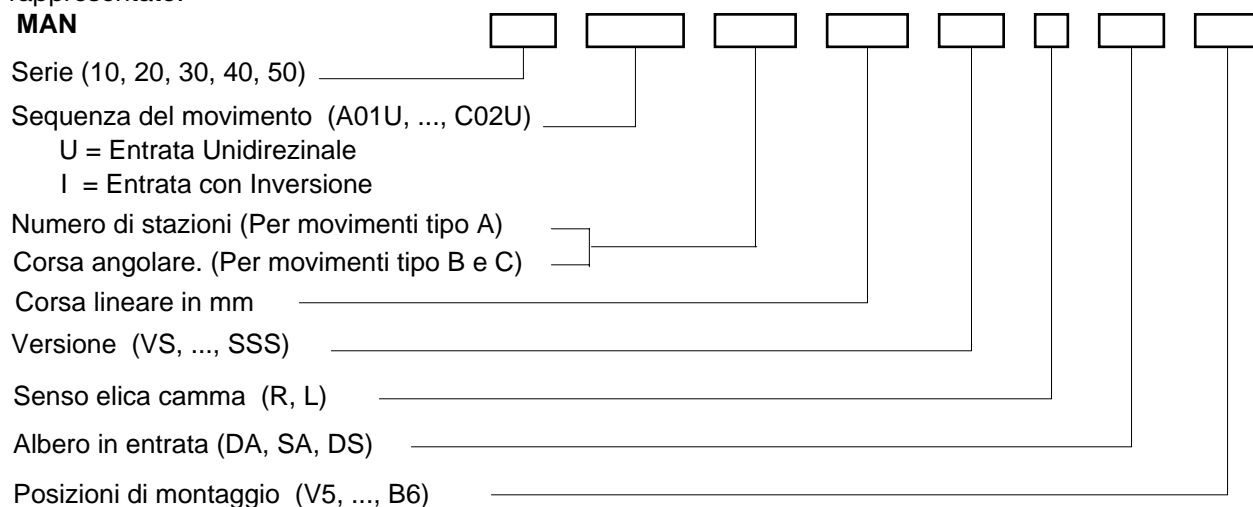 rappresentato.
MAN
Serie (10, 20, 30, 40, 50)
Sequenza del movimento (A01U, ..., C02U)
U = Entrata Unidirezinale
I = Entrata con Inversione
Numero di stazioni (Per movimenti tipo A)
Corsa angolare. (Per movimenti tipo B e C)
Corsa lineare in mm
Versione (VS, ..., SSS)
Senso elica camma (R, L)
Albero in entrata (DA, SA, DS)
Posizioni di montaggio (V5, ..., B6)